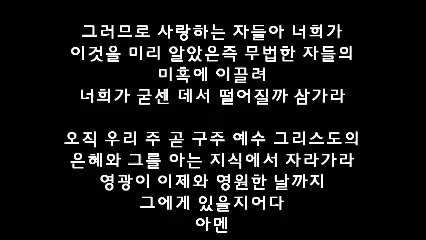 그러므로 사랑하는 자들아 너희가
이것을 미리 알았은즉 무법한 자들의
미혹에 이끌려
너희가 굳센 데서 떨어질까 삼가라
오직 우리 주 곧 구주 예수 그리스도의
은혜와 그를 아는 지식에서 자라가라
영광이 이제와 영원한 날까지
그에게 있을지어다
아멘